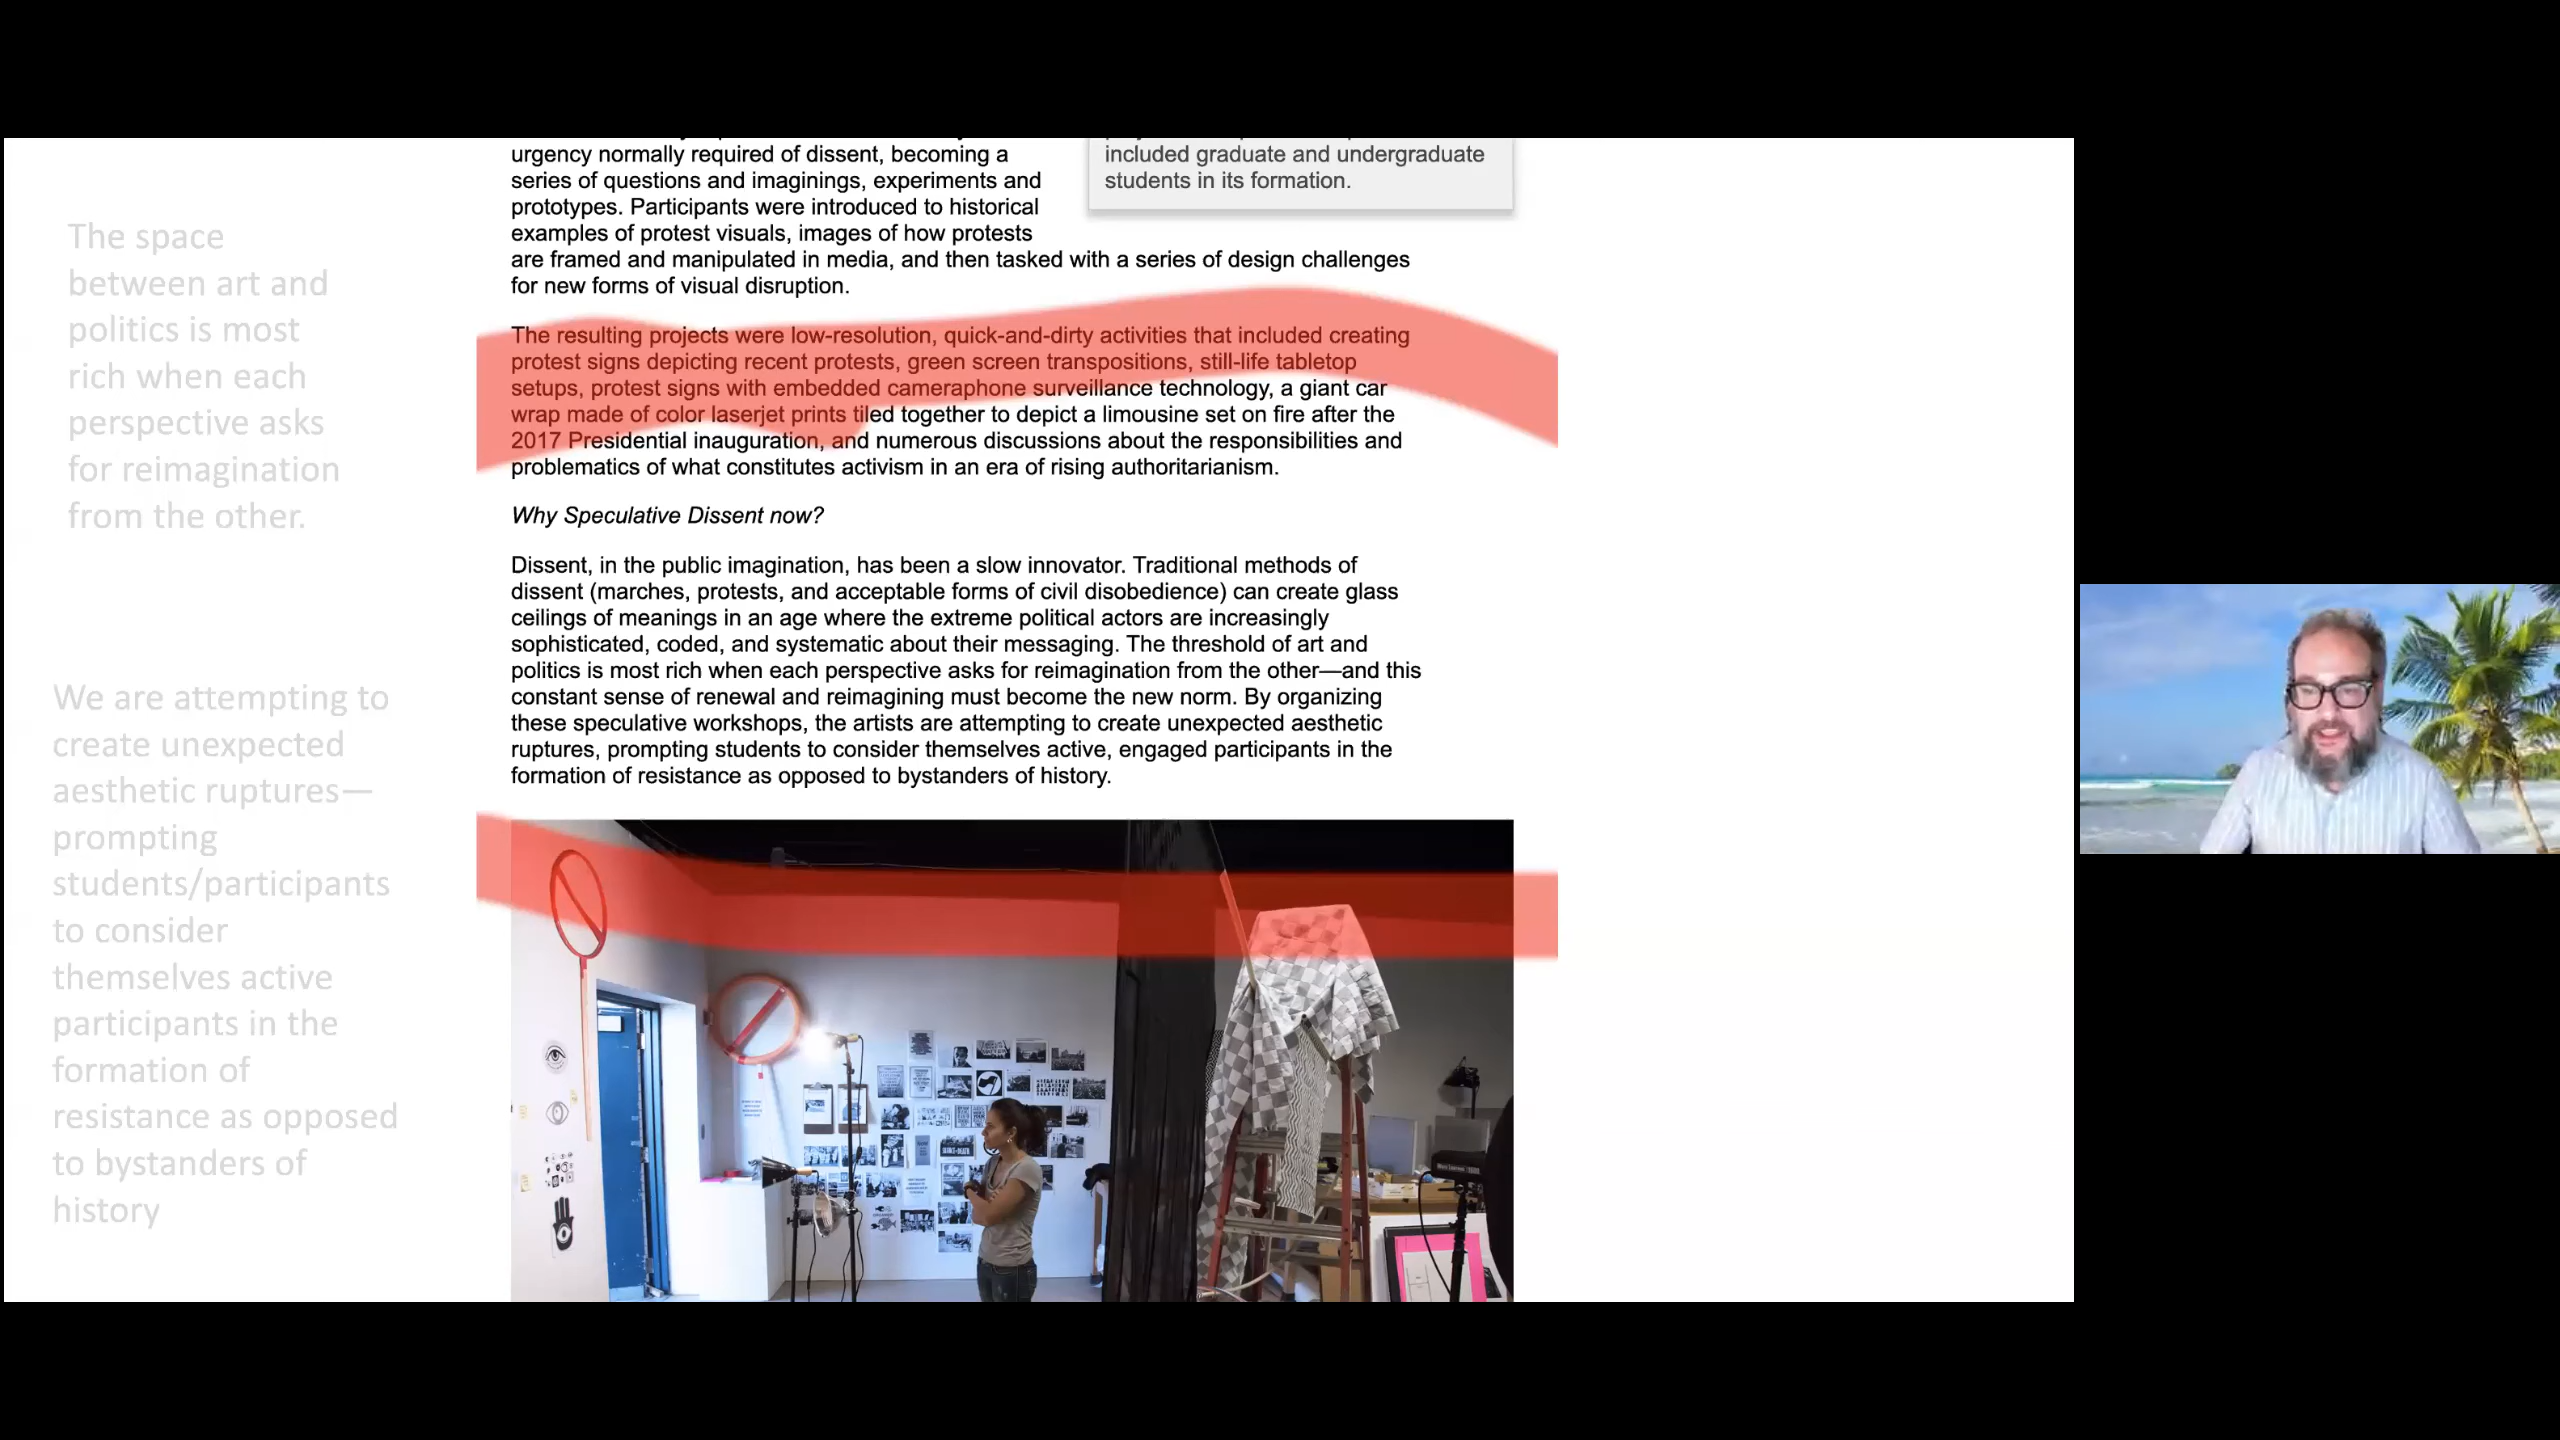 The space
between art and
politics is most
rich when each
perspective asks
for reimagination
from the other.
We are attempting to
create unexpected
aesthetic ruptures—
prompting
students/participants
to consider
themselves active
participants in the
formation of
resistance as opposed
to bystanders of
history
urgency normally required of dissent, becoming a
series of questions and imaginings, experiments and
prototypes. Participants were introduced to historical
examples of protest visuals, images of how protests
are framed and manipulated in media, and then tasked with a series of design challenges
for new forms of visual disruption.
included graduate and undergraduate
students in its formation.
The resulting projects were low-resolution, quick-and-dirty activities that included creating
protest signs depicting recent protests, green screen transpositions, still-life tabletop
setups, protest signs with embedded cameraphone surveillance technology, a giant car
wrap made of color laserjet prints tiled together to depict a limousine set on fire after the
2017 Presidential inauguration, and numerous discussions about the responsibilities and
problematics of what constitutes activism in an era of rising authoritarianism.
Why Speculative Dissent now?
Dissent, in the public imagination, has been a slow innovator. Traditional methods of
dissent (marches, protests, and acceptable forms of civil disobedience) can create glass
ceilings of meanings in an age where the extreme political actors are increasingly
sophisticated, coded, and systematic about their messaging. The threshold of art and
politics is most rich when each perspective asks for reimagination from the other—and this
constant sense of renewal and reimagining must become the new norm. By organizing
these speculative workshops, the artists are attempting to create unexpected aesthetic
ruptures, prompting students to consider themselves active, engaged participants in the
formation of resistance as opposed to bystanders of history.